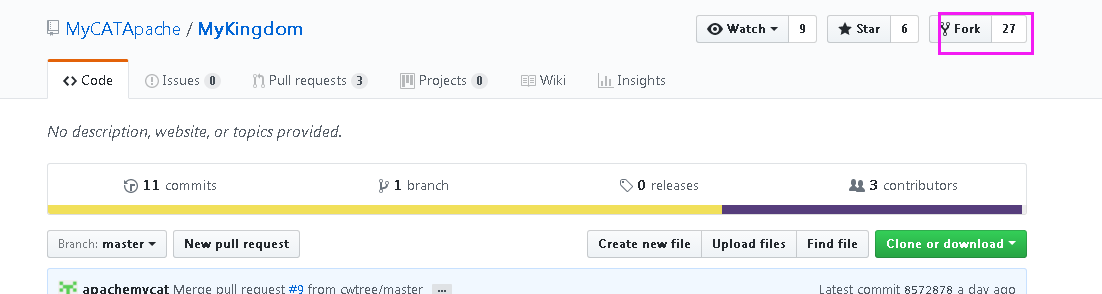 MyCATApache / MyKingdom Watch 9 Star 6 Fork 27
Code Issues 0 Pull requests 3 Projects 0 Wiki Insights
No description, website, or topics provided.
11 commits 1 branch 0 releases 3 contributors
Branch: master New pull request Create new file Upload files Find file Clone or download
apachemycat Merge pull request #9 from cwtree/master ... Latest commit 8572878 a day ago